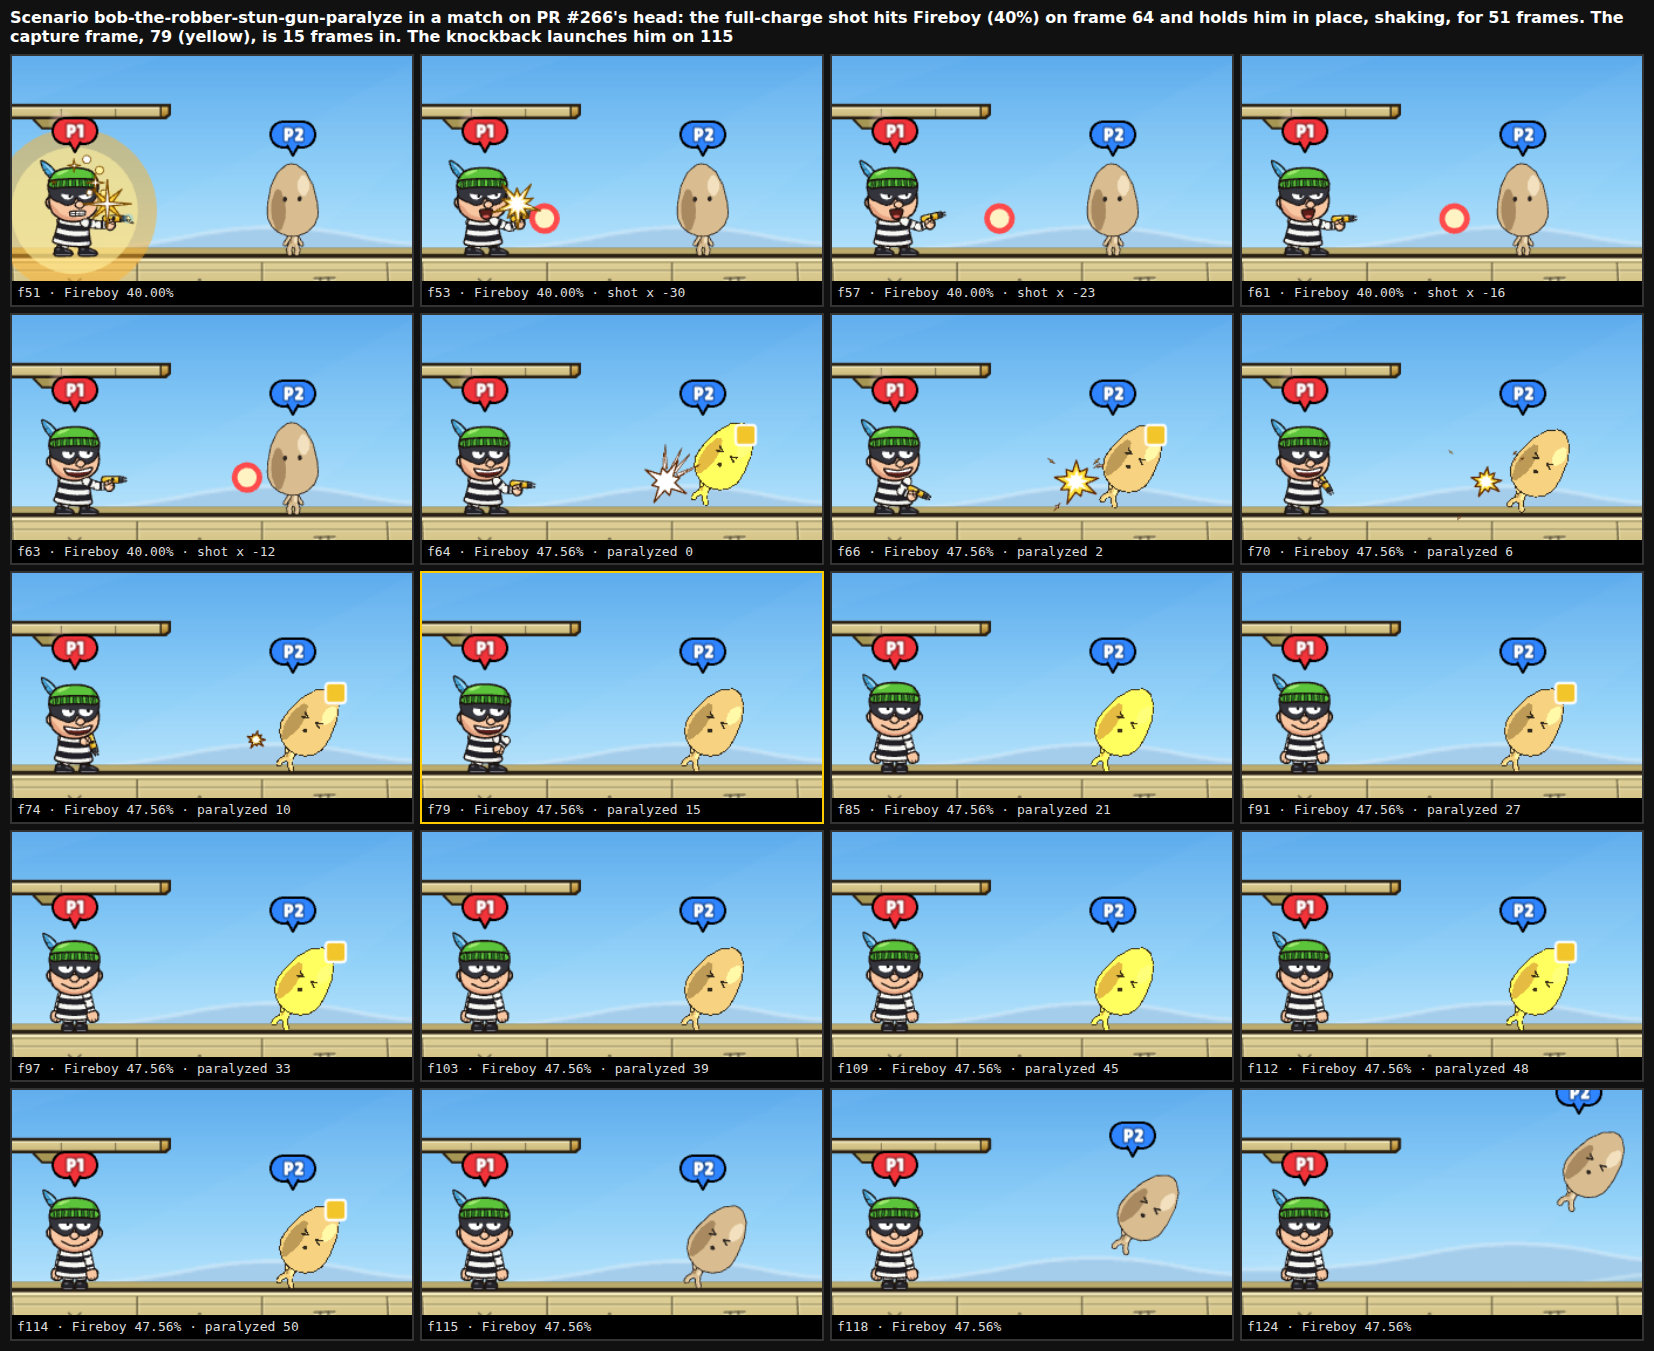 Scenario bob-the-robber-stun-gun-paralyze in a match on PR #266's head: the full-charge shot hits Fireboy (40%) on frame 64 and holds him in place, shaking, for 51 frames. The
capture frame, 79 (yellow), is 15 frames in. The knockback launches him on 115
P1 P2 P1 P2 P1 P2 P1 P2
f51 · Fireboy 40.00%
f53 · Fireboy 40.00% · shot x -30
f57 · Fireboy 40.00% · shot x -23
f61 · Fireboy 40.00% · shot x -16
P1 P2 P1 P2 P1 P2 P1 P2
f63 · Fireboy 40.00% · shot x -12
f64 · Fireboy 47.56% · paralyzed 0
f66 · Fireboy 47.56% · paralyzed 2
f70 · Fireboy 47.56% · paralyzed 6
P1 P2 P1 P2 P1 P2 P1 P2
f74 · Fireboy 47.56% · paralyzed 10
f79 · Fireboy 47.56% · paralyzed 15
f85 · Fireboy 47.56% · paralyzed 21
f91 · Fireboy 47.56% · paralyzed 27
P1 P2 P1 P2 P1 P2 P1 P2
f97 · Fireboy 47.56% · paralyzed 33
f103 · Fireboy 47.56% · paralyzed 39
f109 · Fireboy 47.56% · paralyzed 45
f112 · Fireboy 47.56% · paralyzed 48
P1 P2 P1 P2 P1 P2 P1 P2
f114 · Fireboy 47.56% · paralyzed 50
f115 · Fireboy 47.56%
f118 · Fireboy 47.56%
f124 · Fireboy 47.56%